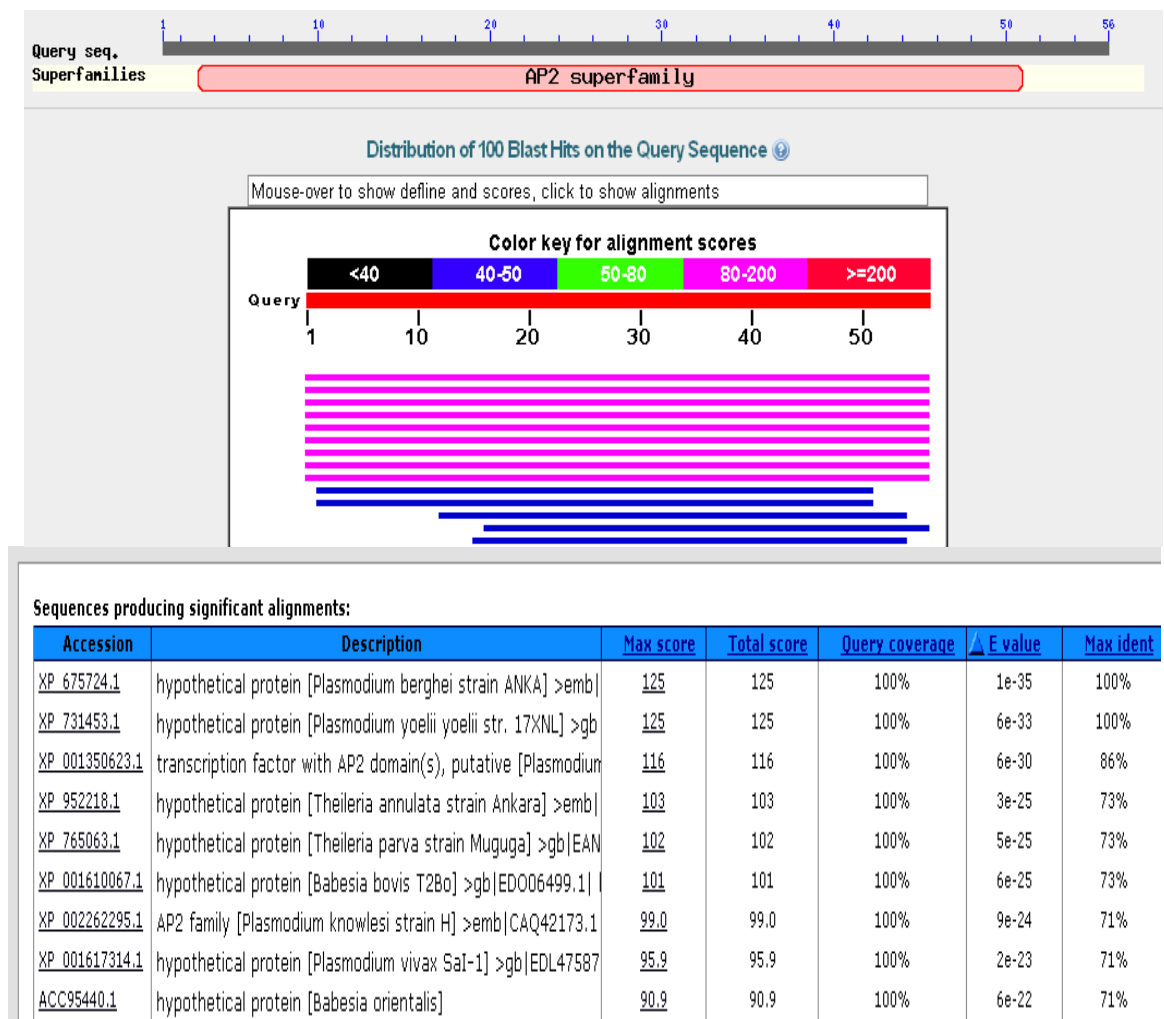 1 10 20 30 40 50 56
Query seq.
Superfamilies AP2 superfamily
Distribution of 100 Blast Hits on the Query Sequence
Mouse-over to show defline and scores, click to show alignments
Color key for alignment scores
<40 40-50 50-80 80-200 >=200
Query
1 10 20 30 40 50
Sequences producing significant alignments:
Accession Description Max score Total score Query coverage E value Max ident
XP_675724.1 hypothetical protein [Plasmodium berghei strain ANKA] >emb| 125 125 100% 1e-35 100%
XP_731453.1 hypothetical protein [Plasmodium yoelii yoelii str. 17XNL] >gb 125 125 100% 6e-33 100%
XP_001350623.1 transcription factor with AP2 domain(s), putative [Plasmodium 116 116 100% 6e-30 86%
XP_952218.1 hypothetical protein [Theileria annulata strain Ankara] >emb| 103 103 100% 3e-25 73%
XP_765063.1 hypothetical protein [Theileria parva strain Muguga] >gb|EAN 102 102 100% 5e-25 73%
XP_001610067.1 hypothetical protein [Babesia bovis T2Bo] >gb|EDO06499.1| 101 101 100% 6e-25 73%
XP_002262295.1 AP2 family [Plasmodium knowlesi strain H] >emb|CAQ42173.1 99.0 99.0 100% 9e-24 71%
XP_001617314.1 hypothetical protein [Plasmodium vivax SaI-1] >gb|EDL47587 95.9 95.9 100% 2e-23 71%
ACC95440.1 hypothetical protein [Babesia orientalis] 90.9 90.9 100% 6e-22 71%